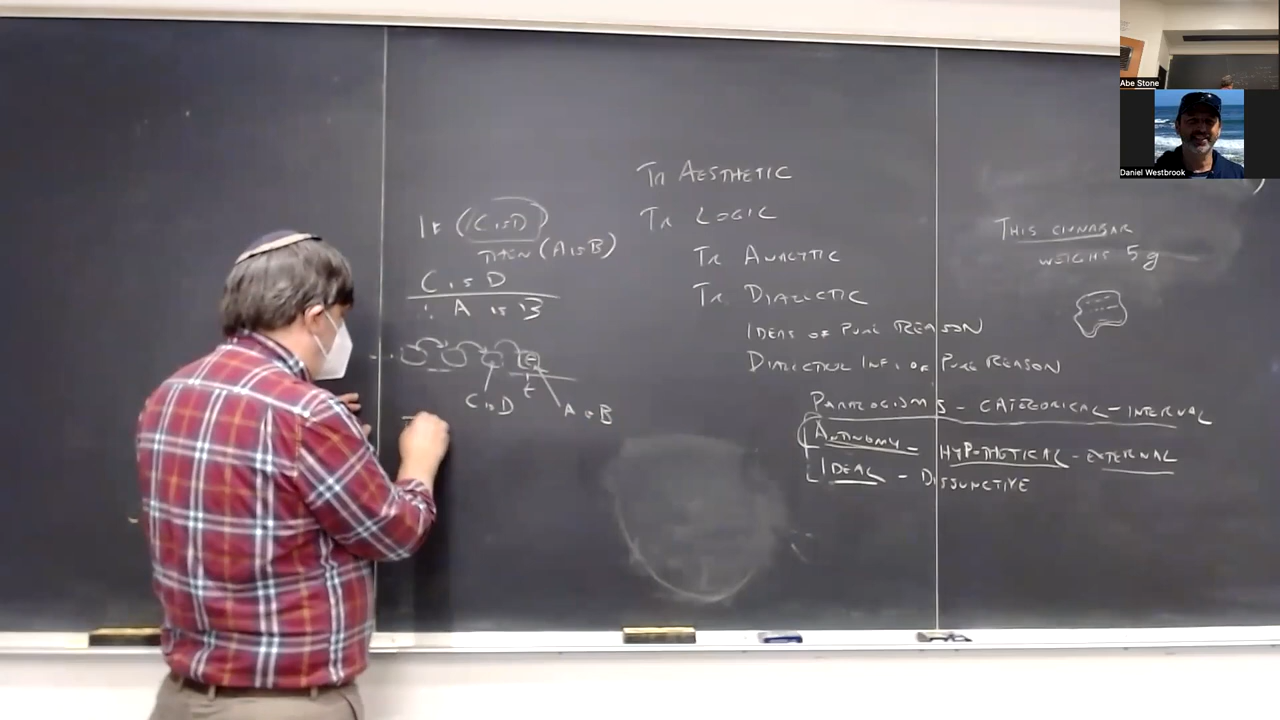 Abe Stone
Daniel Westbrook
IF (C IS D)
THEN (A IS B)
C IS D
∴ A IS B
t
C IS D
A IS B
TR AESTHETIC
TR LOGIC
TR ANALYTIC
TR DIALECTIC
IDEAS OF PURE REASON
DIALECTICAL INF. OF PURE REASON
PARALOGISMS - CATEGORICAL - INTERNAL
ANTINOMY - HYPOTHETICAL - EXTERNAL
IDEAL - DISJUNCTIVE
THIS CINNABAR
WEIGHS 5 g